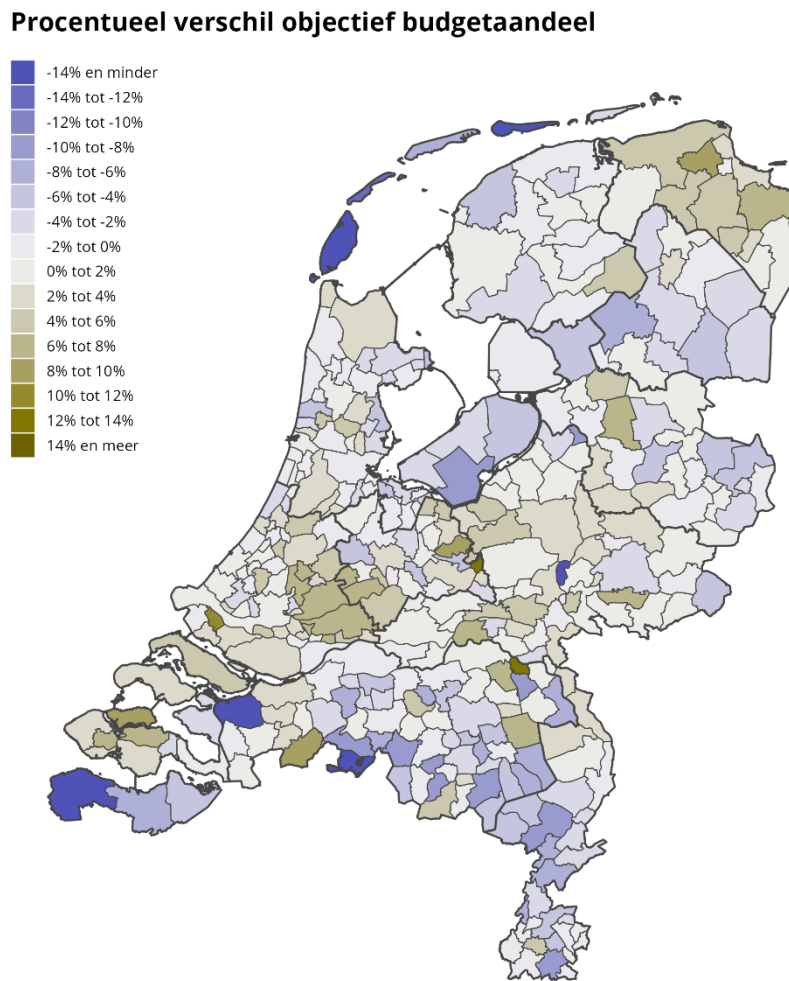 Procentueel verschil objectief budgetaandeel
-14% en minder
-14% tot -12%
-12% tot -10%
-10% tot -8%
-8% tot -6%
-6% tot -4%
-4% tot -2%
-2% tot 0%
0% tot 2%
2% tot 4%
4% tot 6%
6% tot 8%
8% tot 10%
10% tot 12%
12% tot 14%
14% en meer